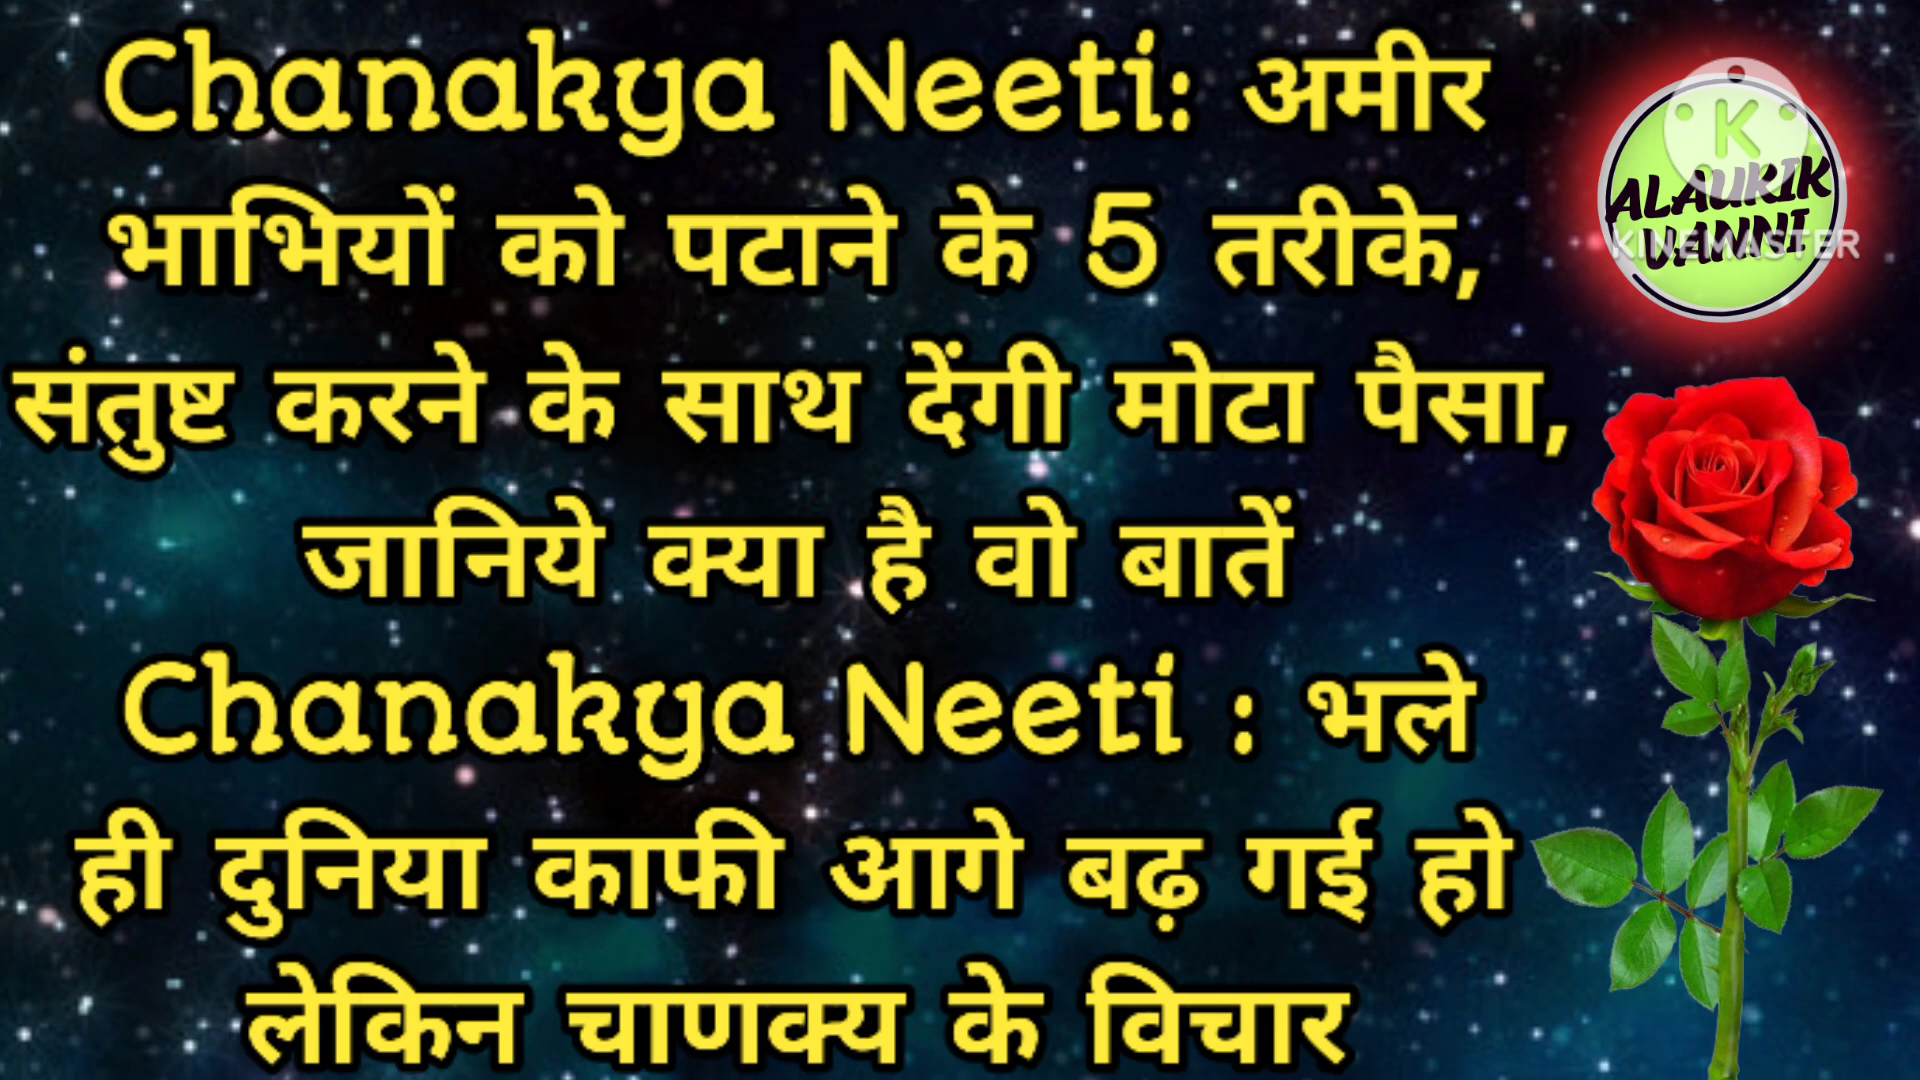 Chanakya Neeti: अमीर
भाभियों को पटाने के 5 तरीके,
संतुष्ट करने के साथ देंगी मोटा पैसा,
जानिये क्या है वो बातें
Chanakya Neeti : भले
ही दुनिया काफी आगे बढ़ गई हो
लेकिन चाणक्य के विचार
K
ALAUKIK
VANNI
KINEMASTER